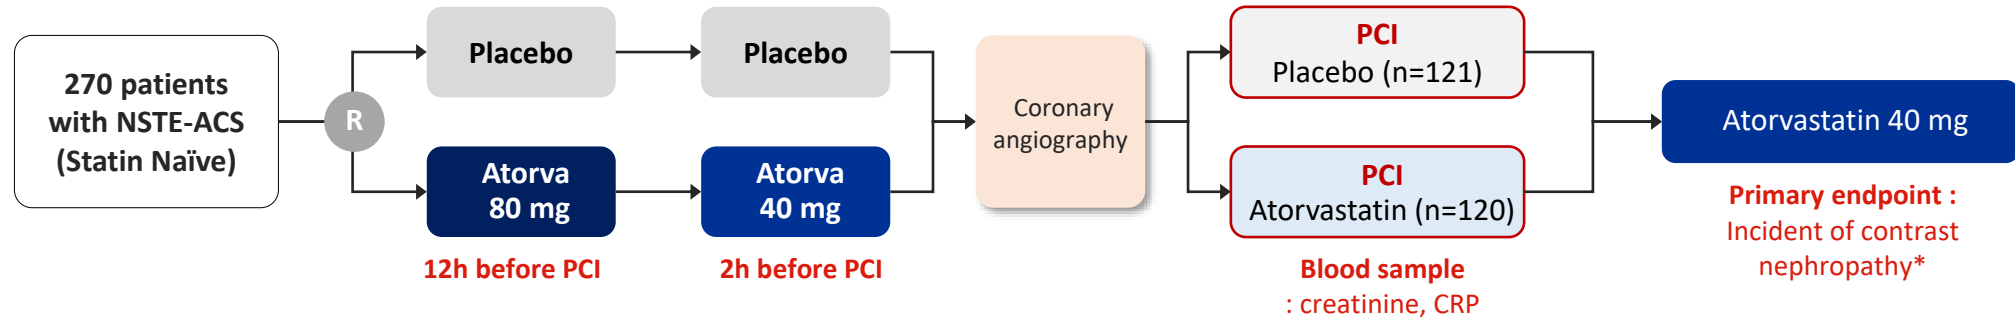 270 patients
with NSTE-ACS
(Statin Naïve)
R
Placebo
Atorva
80 mg
12h before PCI
Placebo
Atorva
40 mg
2h before PCI
Coronary
angiography
PCI
Placebo (n=121)
PCI
Atorvastatin (n=120)
Blood sample
: creatinine, CRP
Atorvastatin 40 mg
Primary endpoint :
Incident of contrast
nephropathy*